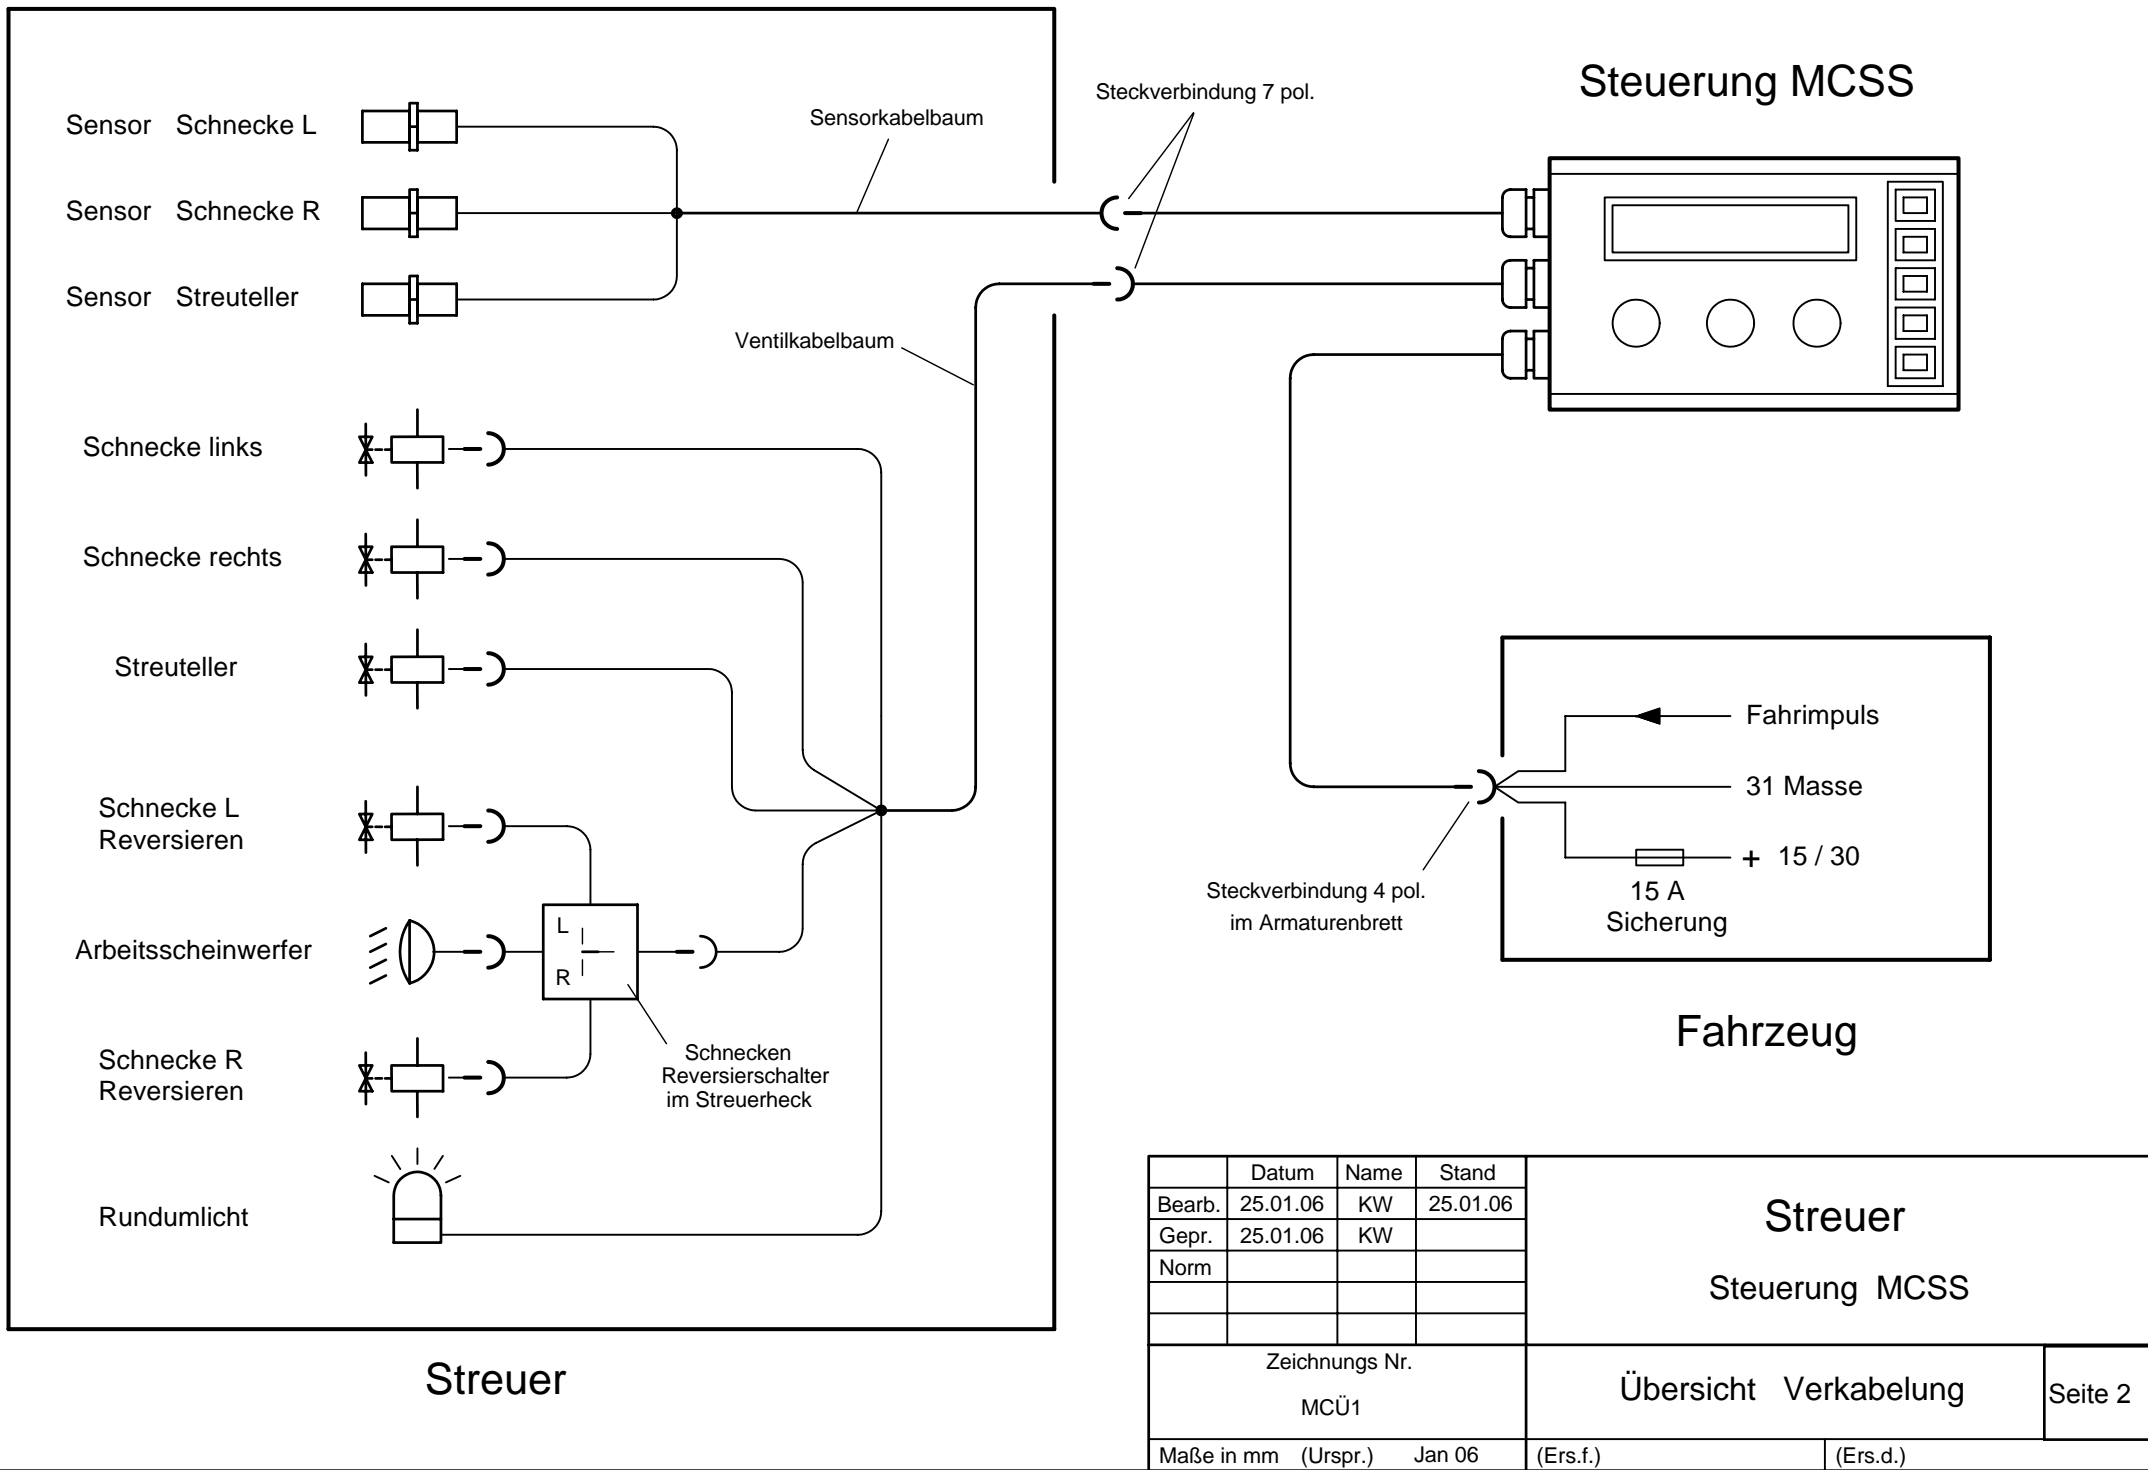 Steuerung MCSS
Steckverbindung 7 pol.
Sensorkabelbaum
Sensor Schnecke L
Sensor Schnecke R
Sensor Streuteller
Ventilkabelbaum
Schnecke links
Schnecke rechts
Streuteller
Schnecke L
Reversieren
Arbeitsscheinwerfer
L
R
Schnecke R
Reversieren
Schnecken
Reversierschalter
im Streuerheck
Rundumlicht
Streuer
Fahrimpuls
31 Masse
+ 15 / 30
15 A
Sicherung
Steckverbindung 4 pol.
im Armaturenbrett
Fahrzeug
Datum Name Stand
Bearb. 25.01.06 KW 25.01.06
Gepr. 25.01.06 KW
Norm
Streuer
Steuerung MCSS
Zeichnungs Nr.
MCÜ1
Übersicht Verkabelung
Seite 2
Maße in mm (Urspr.) Jan 06
(Ers.f.)
(Ers.d.)